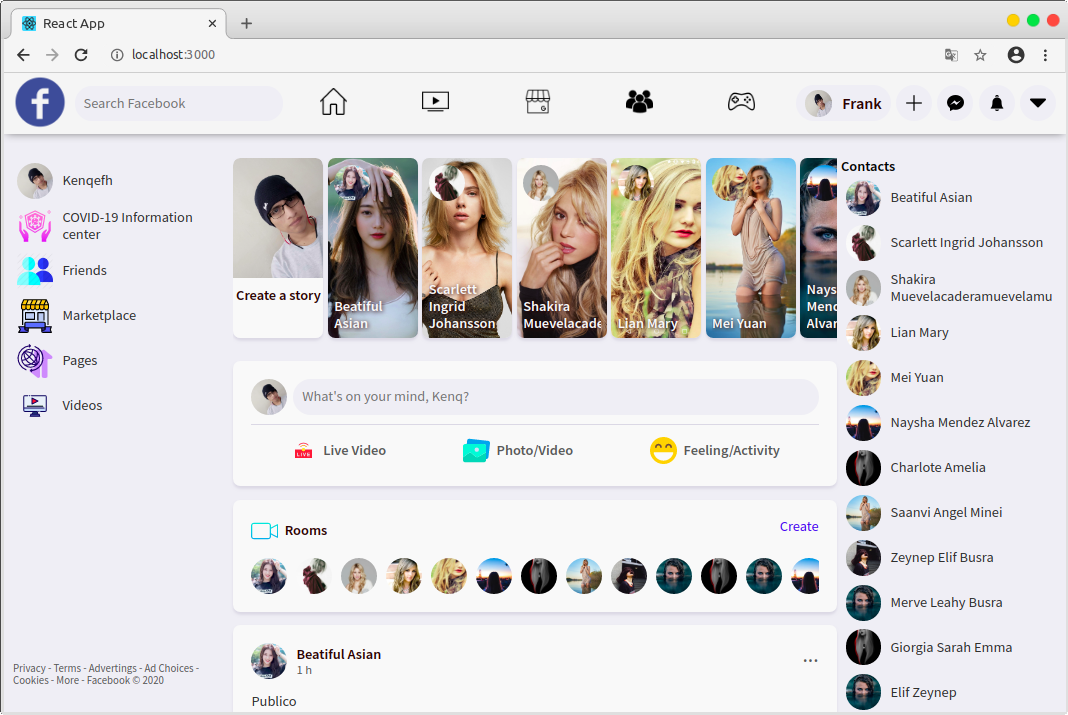 React App
localhost:3000
Search Facebook
G
Frank
Kenqefh
COVID-19 Information
center
Friends
Marketplace
Pages
Videos
Privacy - Terms - Advertings - Ad Choices -
Cookies - More - Facebook © 2020
Create a story
Beatiful
Asian
Scarlett
Ingrid
Johansson
Shakira
Muevelacade
Lian Mary
Mei Yuan
Nays
Mend
Alvar
What's on your mind, Kenq?
LIVE
Live Video
Photo/Video
Feeling/Activity
Rooms
Create
Beatiful Asian
1 h
Publico
Contacts
Beatiful Asian
Scarlett Ingrid Johansson
Shakira
Muevelacaderamuevelamu
Lian Mary
Mei Yuan
Naysha Mendez Alvarez
Charlote Amelia
Saanvi Angel Minei
Zeynep Elif Busra
Merve Leahy Busra
Giorgia Sarah Emma
Elif Zeynep